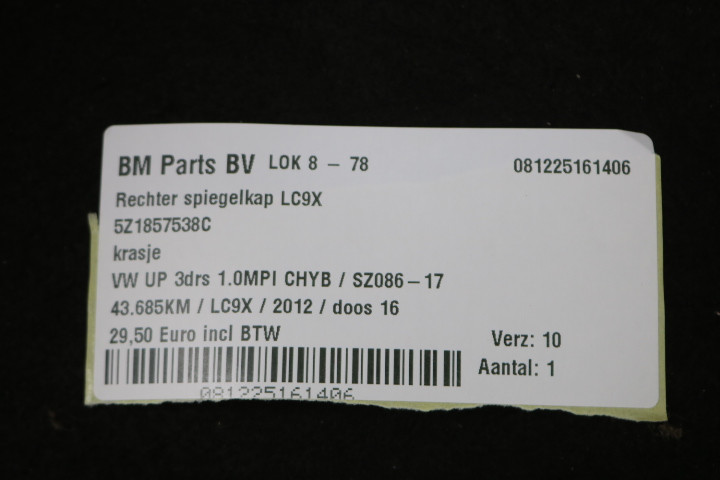 BM Parts BV LOK 8 – 78 081225161406
Rechter spiegelkap LC9X
5Z1857538C
krasje
VW UP 3drs 1.0MPI CHYB / SZ086–17
43.685KM / LC9X / 2012 / doos 16
29,50 Euro incl BTW Verz: 10
Aantal: 1
081225161406